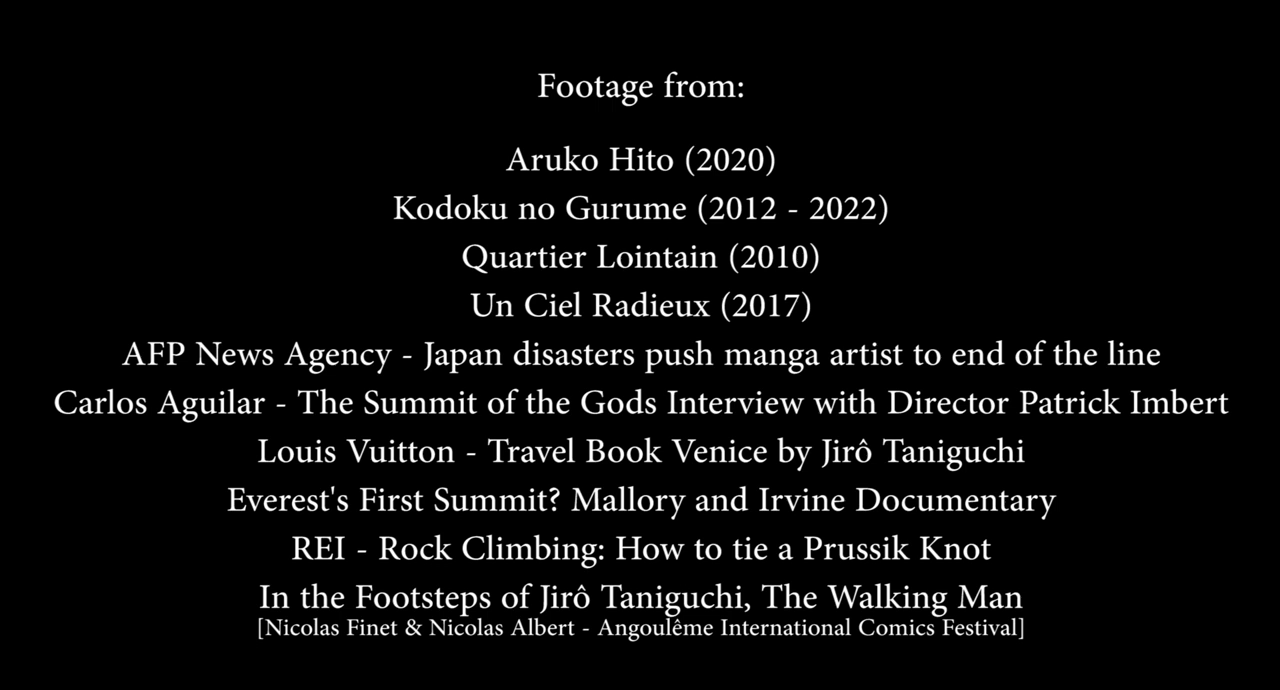 Footage from:
Aruko Hito (2020)
Kodoku no Gurume (2012 - 2022)
Quartier Lointain (2010)
Un Ciel Radieux (2017)
AFP News Agency - Japan disasters push manga artist to end of the line
Carlos Aguilar - The Summit of the Gods Interview with Director Patrick Imbert
Louis Vuitton - Travel Book Venice by Jirô Taniguchi
Everest's First Summit? Mallory and Irvine Documentary
REI - Rock Climbing: How to tie a Prussik Knot
In the Footsteps of Jirô Taniguchi, The Walking Man
[Nicolas Finet & Nicolas Albert - Angoulême International Comics Festival]